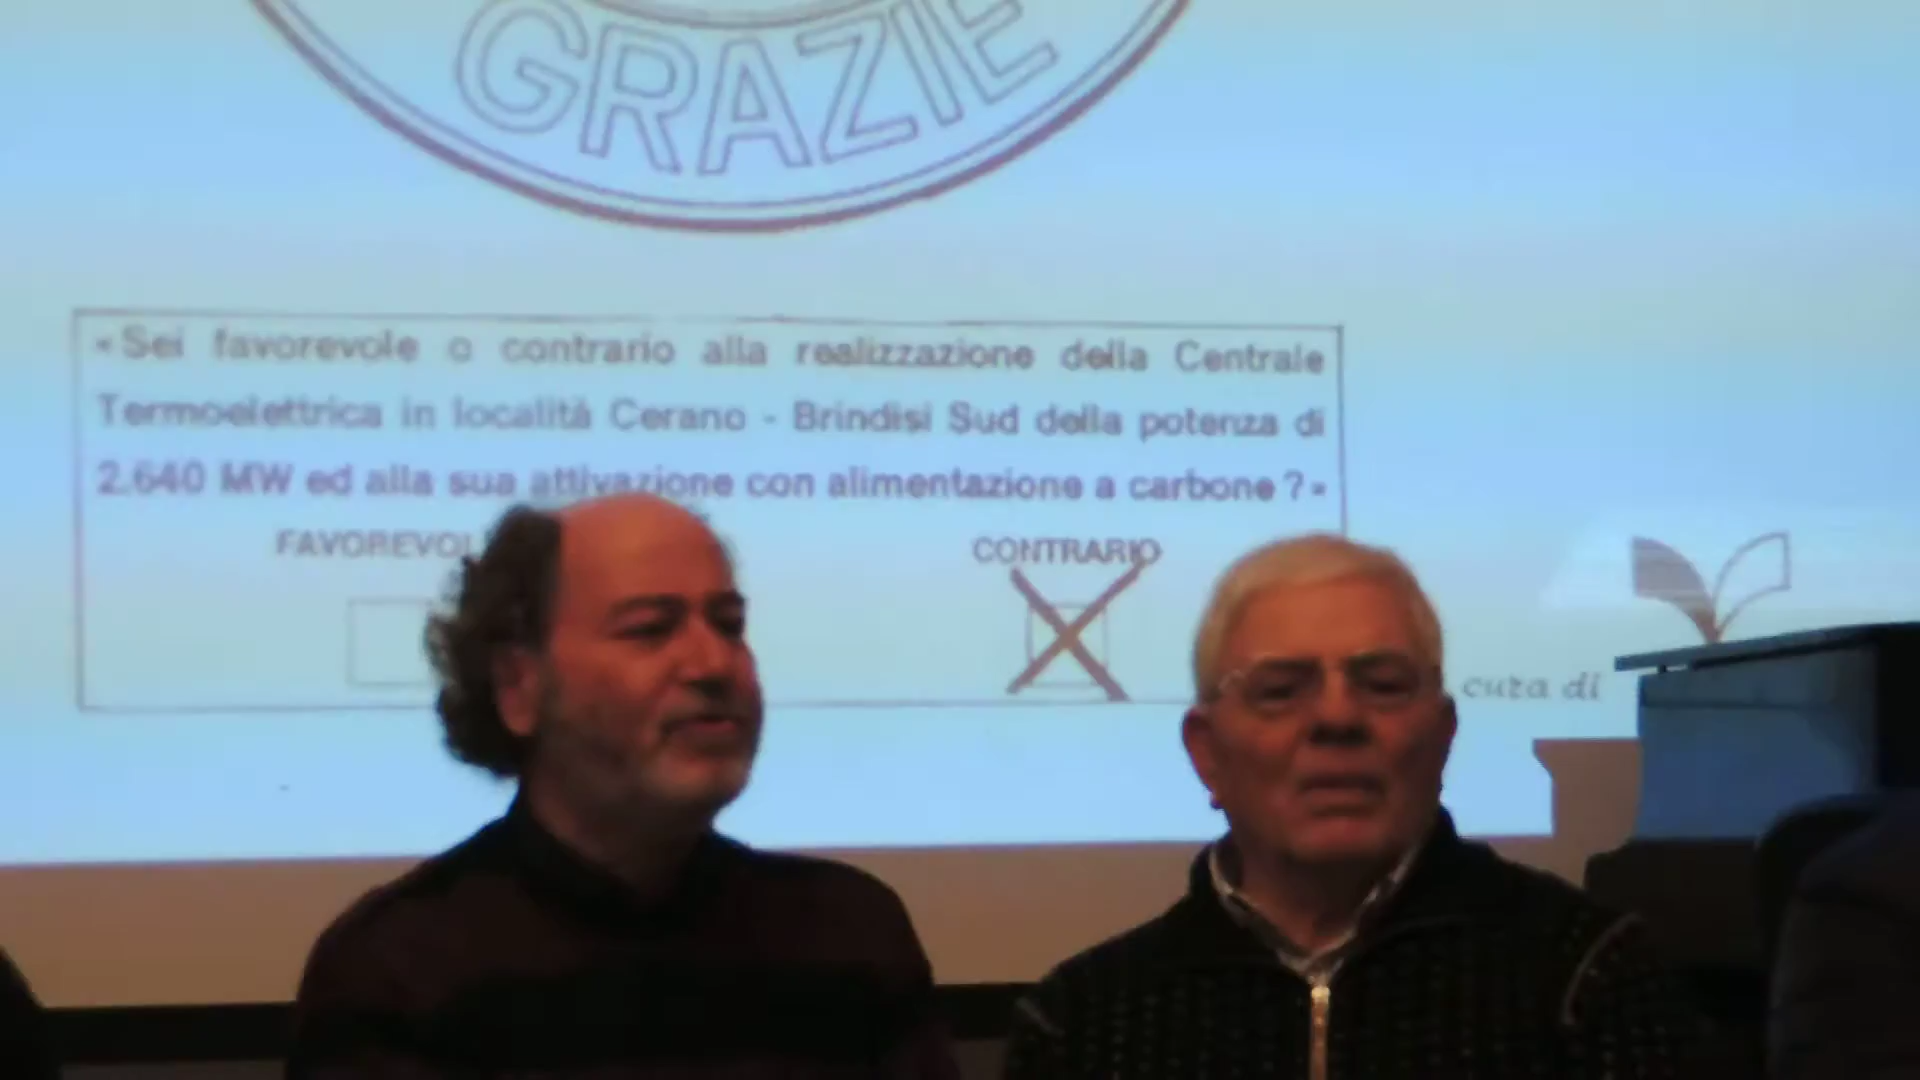 GRAZIE
«Sei favorevole o contrario alla realizzazione della Centrale
Termoelettrica in località Cerano - Brindisi Sud della potenza di
2.640 MW ed alla sua attivazione con alimentazione a carbone?»
FAVOREVOL
CONTRARIO
cura di